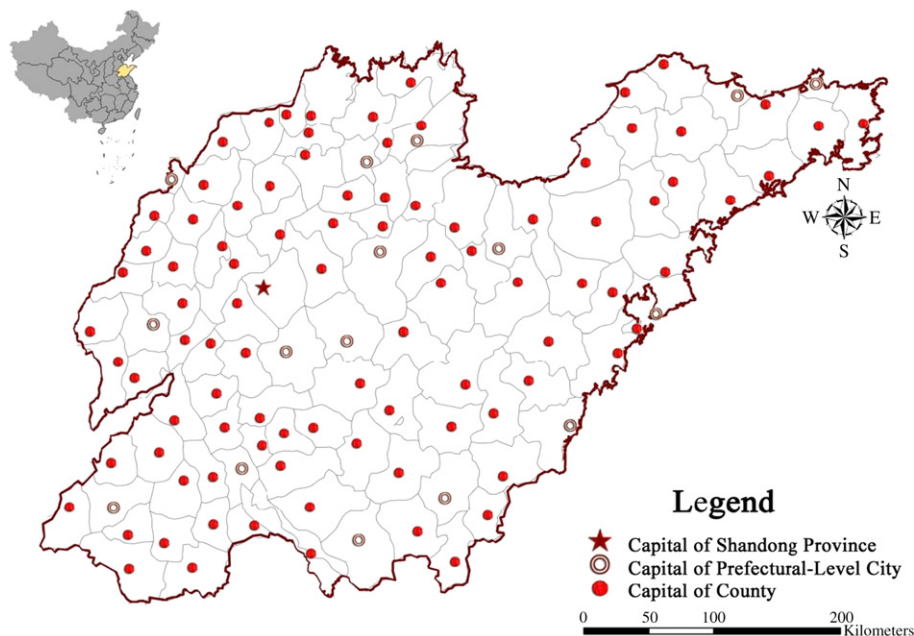 N
W E
S
Legend
Capital of Shandong Province
Capital of Prefectural-Level City
Capital of County
0 50 100 200
Kilometers